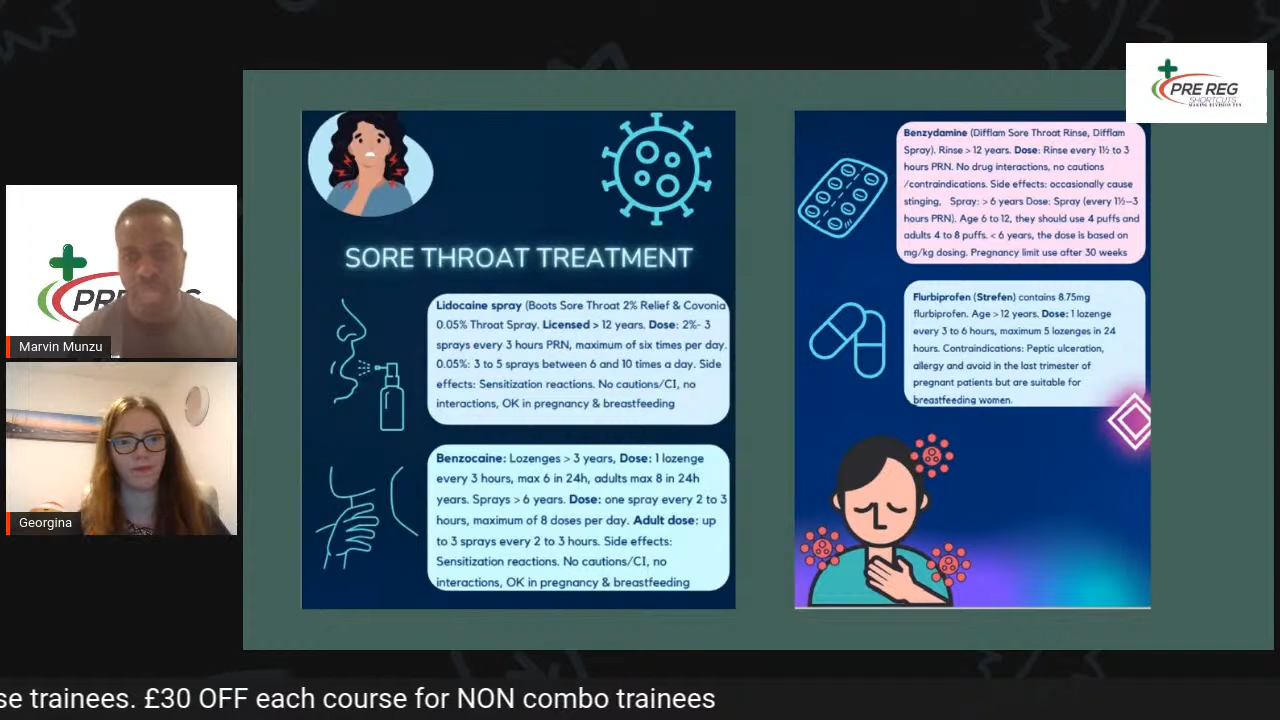 PRE REG
SHORTCUTS
MAKING REVISION FUN
PRE
Marvin Munzu
Georgina
SORE THROAT TREATMENT
Lidocaine spray (Boots Sore Throat 2% Relief & Covonia
0.05% Throat Spray. Licensed > 12 years. Dose: 2%- 3
sprays every 3 hours PRN, maximum of six times per day.
0.05%: 3 to 5 sprays between 6 and 10 times a day. Side
effects: Sensitization reactions. No cautions/CI, no
interactions, OK in pregnancy & breastfeeding
Benzocaine: Lozenges > 3 years, Dose: 1 lozenge
every 3 hours, max 6 in 24h, adults max 8 in 24h
years. Sprays > 6 years. Dose: one spray every 2 to 3
hours, maximum of 8 doses per day. Adult dose: up
to 3 sprays every 2 to 3 hours. Side effects:
Sensitization reactions. No cautions/CI, no
interactions, OK in pregnancy & breastfeeding
Benzydamine (Difflam Sore Throat Rinse, Difflam
Spray). Rinse > 12 years. Dose: Rinse every 1½ to 3
hours PRN. No drug interactions, no cautions
/contraindications. Side effects: occasionally cause
stinging, Spray: > 6 years Dose: Spray (every 1½–3
hours PRN). Age 6 to 12, they should use 4 puffs and
adults 4 to 8 puffs. < 6 years, the dose is based on
mg/kg dosing. Pregnancy limit use after 30 weeks
Flurbiprofen (Strefen) contains 8.75mg
flurbiprofen. Age > 12 years. Dose: 1 lozenge
every 3 to 6 hours, maximum 5 lozenges in 24
hours. Contraindications: Peptic ulceration,
allergy and avoid in the last trimester of
pregnant patients but are suitable for
breastfeeding women.
se trainees. £30 OFF each course for NON combo trainees